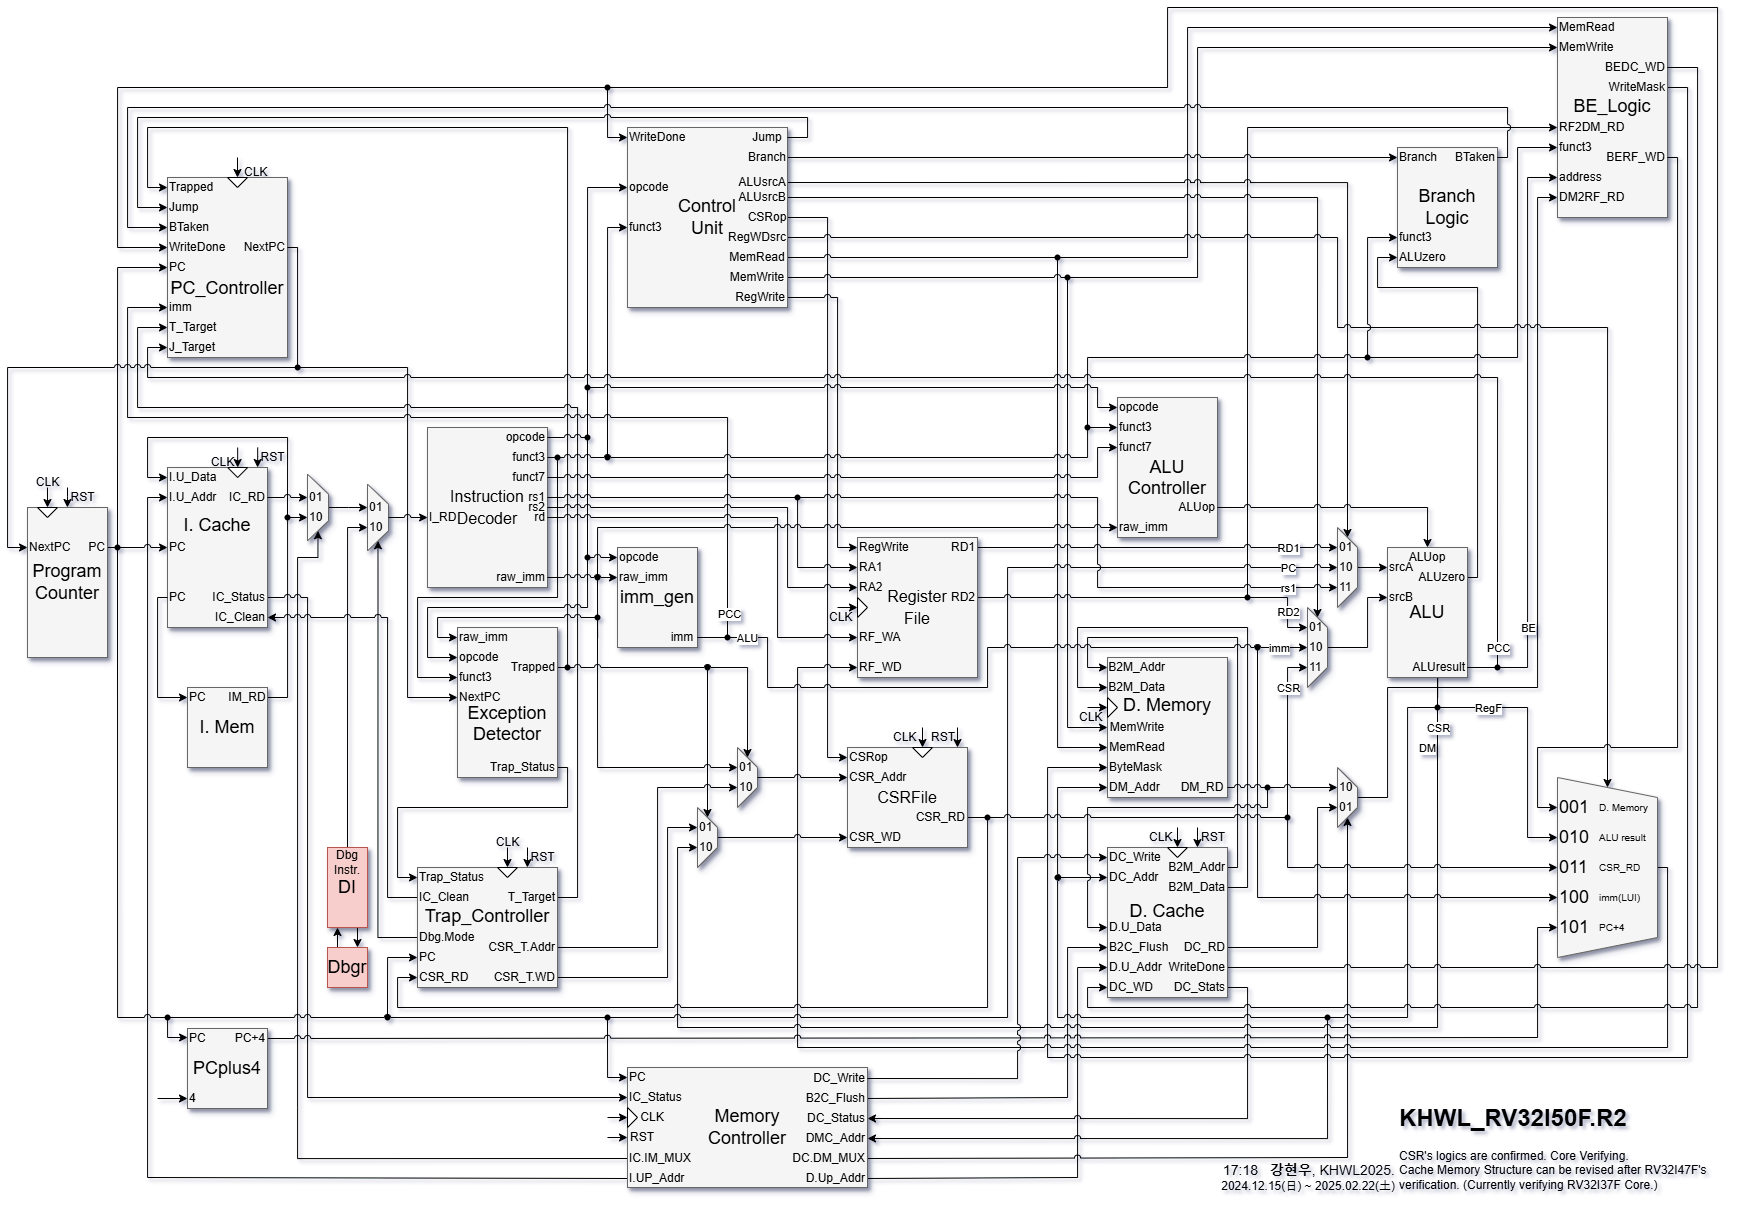 MemRead
MemWrite
BEDC_WD
WriteMask
BE_Logic
RF2DM_RD
funct3
BERF_WD
address
DM2RF_RD
WriteDone
Jump
Branch
opcode
ALUsrcA
ALUsrcB
Control
Unit
CSRop
funct3
RegWDsrc
MemRead
MemWrite
RegWrite
Branch
BTaken
Branch
Logic
funct3
ALUzero
CLK
Trapped
Jump
BTaken
WriteDone
NextPC
PC
PC_Controller
imm
T_Target
J_Target
opcode
funct3
funct7
ALU
Controller
ALUop
raw_imm
CLK
RST
I.U_Data
I.U_Addr
IC_RD
I. Cache
PC
PC
IC_Status
IC_Clean
01
10
01
10
opcode
funct3
funct7
Instruction
rs1
rs2
I_RD
Decoder
rd
raw_imm
CLK
RST
NextPC
PC
Program
Counter
opcode
raw_imm
imm_gen
imm
PCC
ALU
RegWrite
RD1
RA1
RA2
Register
File
RD2
CLK
RF_WA
RF_WD
RD1
PC
rs1
RD2
imm
CSR
01
10
11
01
10
11
ALUop
srcA
ALUzero
srcB
ALU
ALUresult
PCC
BE
RegF
CSR
DM
raw_imm
opcode
Trapped
funct3
NextPC
Exception
Detector
Trap_Status
PC
IM_RD
I. Mem
B2M_Addr
B2M_Data
D. Memory
CLK
MemWrite
MemRead
ByteMask
DM_Addr
DM_RD
01
10
01
10
CLK
RST
CSRop
CSR_Addr
CSRFile
CSR_RD
CSR_WD
10
01
001 D. Memory
010 ALU result
011 CSR_RD
100 imm(LUI)
101 PC+4
CLK
RST
DC_Write
B2M_Addr
DC_Addr
B2M_Data
D. Cache
D.U_Data
B2C_Flush
DC_RD
D.U_Addr
WriteDone
DC_WD
DC_Stats
Dbg
Instr.
DI
Dbgr
CLK
RST
Trap_Status
IC_Clean
T_Target
Trap_Controller
Dbg.Mode
CSR_T.Addr
PC
CSR_RD
CSR_T.WD
PC
PC+4
PCplus4
4
PC
DC_Write
IC_Status
B2C_Flush
CLK
Memory
Controller
DC_Status
RST
DMC_Addr
IC.IM_MUX
DC.DM_MUX
I.UP_Addr
D.Up_Addr
KHWL_RV32I50F.R2
CSR's logics are confirmed. Core Verifying.
17:18 강현우, KHWL2025. Cache Memory Structure can be revised after RV32I47F's
2024.12.15(日) ~ 2025.02.22(土) verification. (Currently verifying RV32I37F Core.)